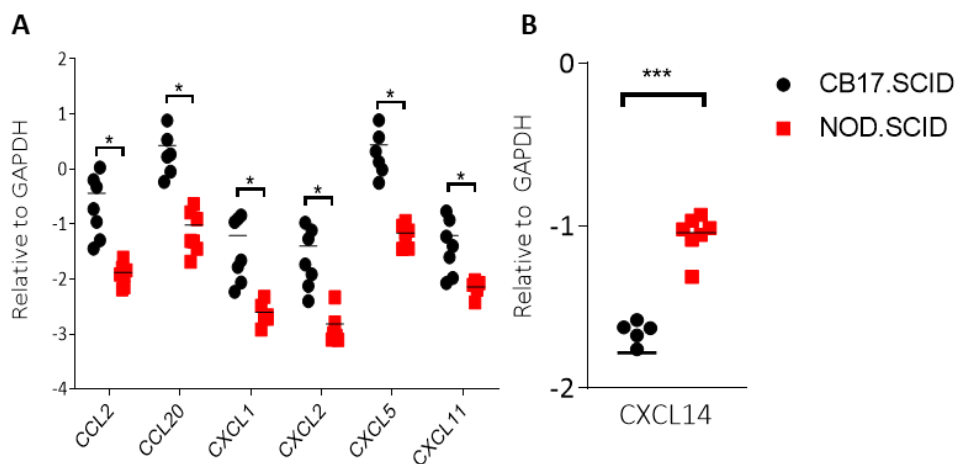 A
Relative to GAPDH
2
1
0
-1
-2
-3
-4
*
*
*
*
*
*
CCL2
CCL20
CXCL1
CXCL2
CXCL5
CXCL11
B
Relative to GAPDH
0
-1
-2
***
CXCL14
CB17.SCID
NOD.SCID